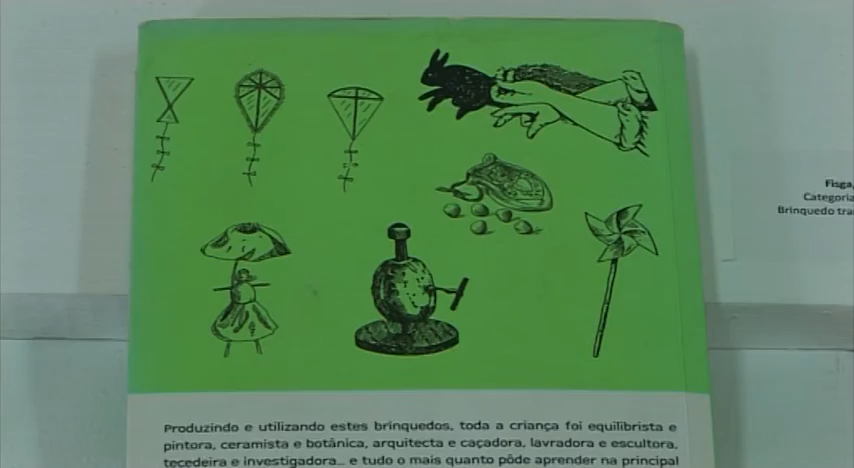 Fisga,
Categoria
Brinquedo tra
Produzindo e utilizando estes brinquedos, toda a criança foi equilibrista e
pintora, ceramista e botânica, arquitecta e caçadora, lavradora e escultora,
tecedeira e investigadora... e tudo o mais quanto pôde aprender na principal